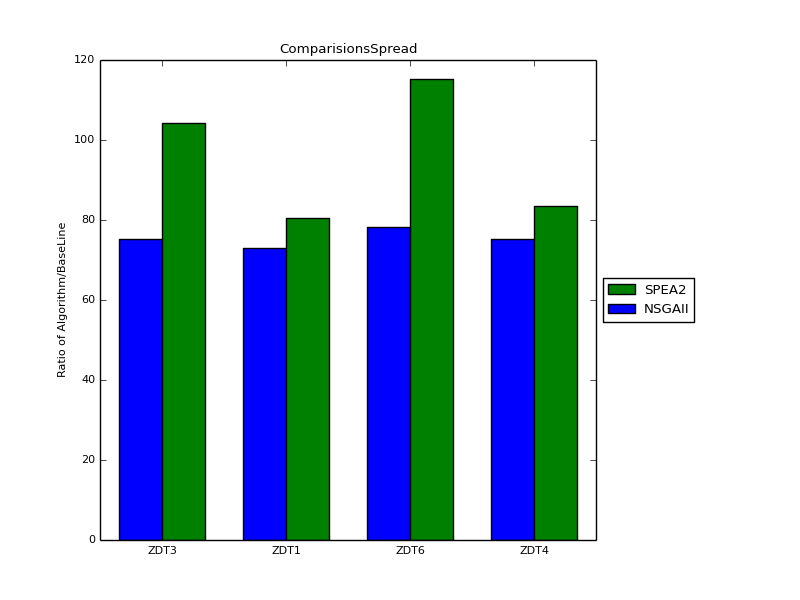 ComparisionsSpread
120
100
80
60
40
20
0
Ratio of Algorithm/BaseLine
ZDT3 ZDT1 ZDT6 ZDT4
SPEA2
NSGAII